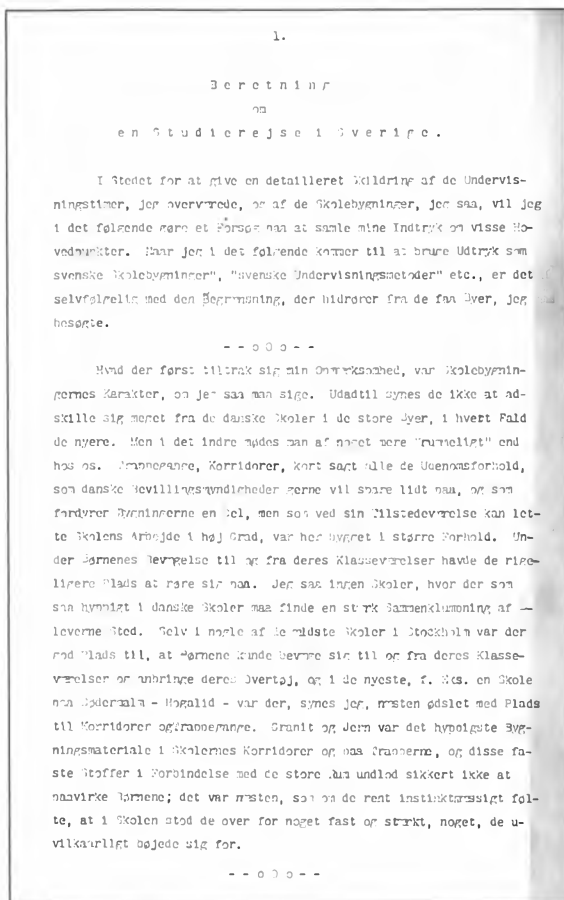 1.
Beretning
om
en Studierejse i Sverige.
I Stedet for at give en detailleret Skildring af de Undervis-
ningstimer, jeg overværede, og af de Skolebygninger, jeg saa, vil jeg
i det følgende gøre et Forsøg paa at samle mine Indtryk om visse Ho-
vedpunkter. Naar jeg i det følgende kommer til at bruge Udtryk som
svenske Skolebygninger", "svenske Undervisningsmetoder" etc., er det
selvfølgelig med den Begrænsning, der hidrører fra de faa Byer, jeg
besøgte.
--oOo--
Hvad der først tiltrak sig min Opmærksomhed, var Skolebygnin-
gernes Karakter, om jeg saa maa sige. Udadtil synes de ikke at ad-
skille sig meget fra de danske Skoler i de store Byer, i hvert Fald
de nyere. Men i det indre mødes man af noget mere "rummeligt" end
hos os. Trappegange, Korridorer, kort sagt alle de Udenomsforhold,
som danske Bevillingsmyndigheder gerne vil spare lidt paa, og som
fordyrer Bygningerne en Del, men som ved sin Tilstedeværelse kan let-
te Skolens Arbejde i høj Grad, var her bygget i større Forhold. Un-
der Børnenes Bevægelse til og fra deres Klasseværelser havde de rige-
ligere Plads at røre sig paa. Jeg saa ingen Skoler, hvor der som
saa hyppigt i danske Skoler maa finde en stærk Sammenklumpning af
leverne Sted. Selv i nogle af de ældste Skoler i Stockholm var der
god Plads til, at Børnene kunde bevæge sig til og fra deres Klasse-
værelser og anbringe deres Overtøj, og i de nyeste, f. Eks. en Skole
paa Södermalm - Høgalid - var der, synes jeg, næsten ødslet med Plads
til Korridorer og Trappegange. Granit og Jern var det hyppigste Byg-
ningsmateriale i Skolernes Korridorer og paa Trapperne, og disse fa-
ste Stoffer i Forbindelse med de store Rum undlod sikkert ikke at
paavirke Børnene; det var næsten, som om de rent instinktmæssigt føl-
te, at i Skolen stod de over for noget fast og stærkt, noget, de u-
vilkaarligt bøjede sig for.
--oOo--